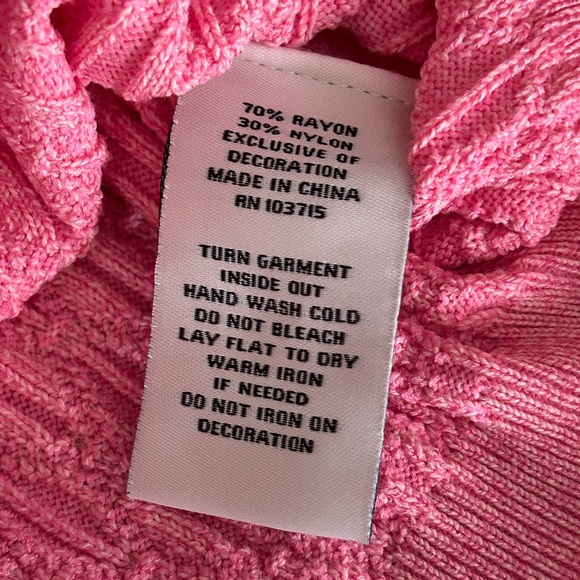 70% RAYON
30% NYLON
EXCLUSIVE OF
DECORATION
MADE IN CHINA
RN 103715
TURN GARMENT
INSIDE OUT
HAND WASH COLD
DO NOT BLEACH
LAY FLAT TO DRY
WARM IRON
IF NEEDED
DO NOT IRON ON
DECORATION